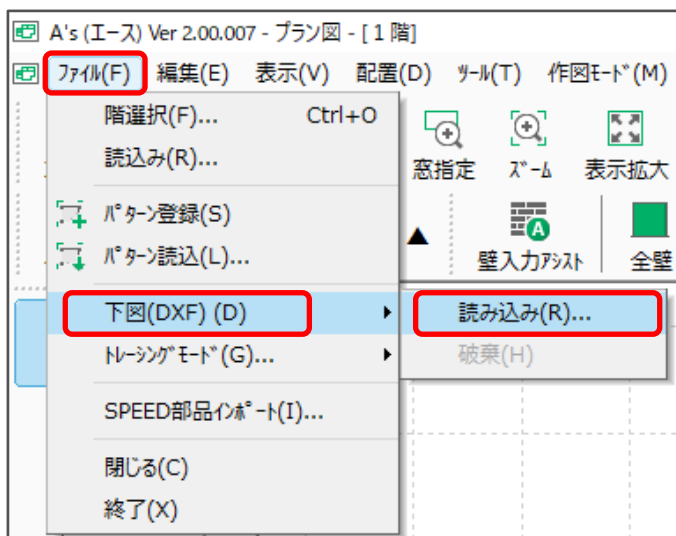 A's (エース) Ver 2.00.007 - プラン図 - [ 1 階]
ﾌｧｲﾙ(F) 編集(E) 表示(V) 配置(D) ﾂｰﾙ(T) 作図ﾓｰﾄﾞ(M)
階選択(F)... Ctrl+O
読込み(R)...
ﾊﾟﾀｰﾝ登録(S)
ﾊﾟﾀｰﾝ読込(L)...
下図(DXF) (D)
ﾄﾚｰｼﾝｸﾞﾓｰﾄﾞ(G)...
SPEED部品ｲﾝﾎﾟｰﾄ(I)...
閉じる(C)
終了(X)
窓指定 ｽﾞｰﾑ 表示拡大
壁入力ｱｼｽﾄ 全壁
読み込み(R)...
破棄(H)